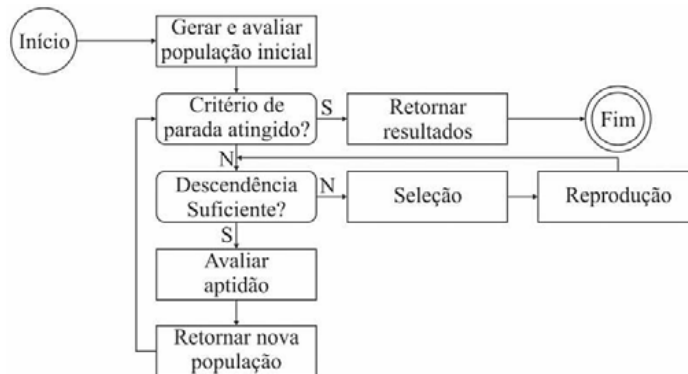 Início
Gerar e avaliar
população inicial
Critério de
parada atingido?
S
Retornar
resultados
Fim
N
Descendência
Suficiente?
N
Seleção
Reprodução
S
Avaliar
aptidão
Retornar nova
população